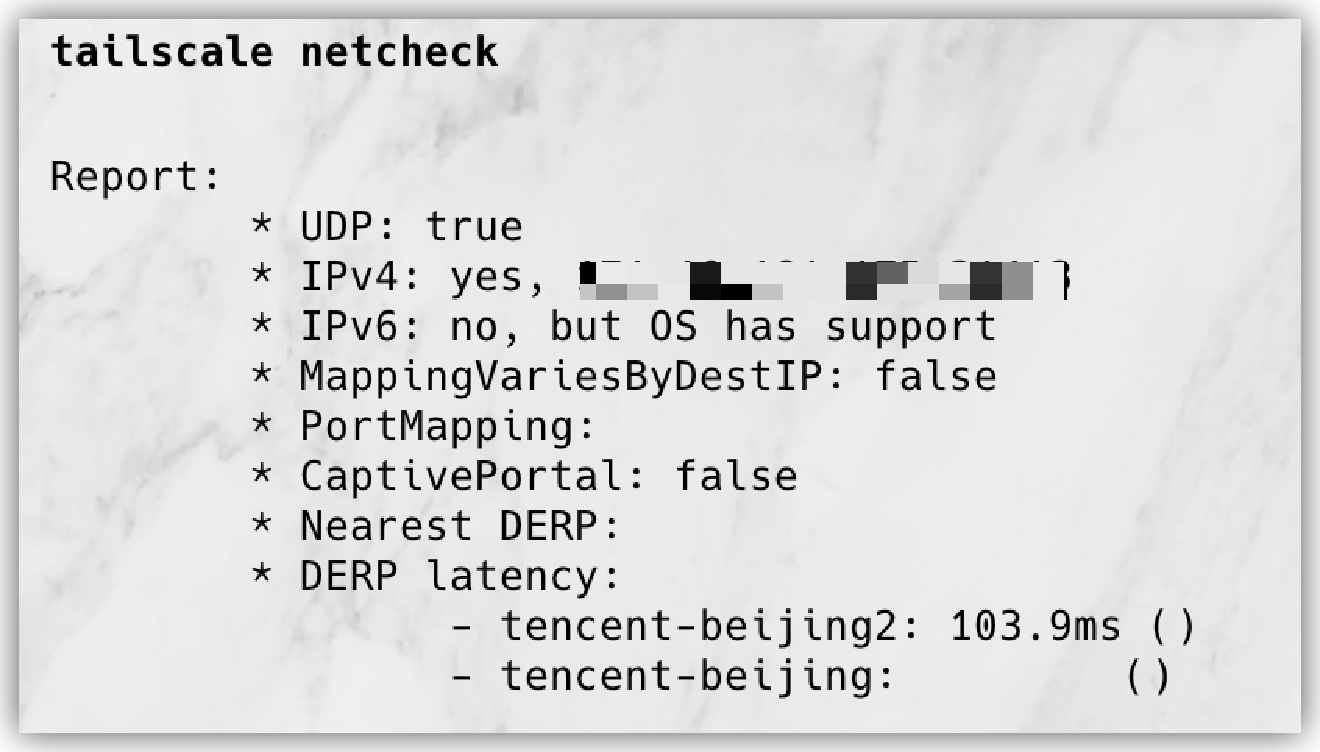 tailscale netcheck
Report:
* UDP: true
* IPv4: yes,
* IPv6: no, but OS has support
* MappingVariesByDestIP: false
* PortMapping:
* CaptivePortal: false
* Nearest DERP:
* DERP latency:
- tencent-beijing2: 103.9ms ()
- tencent-beijing: ()